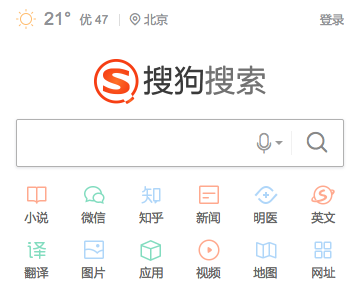 21° 优 47 北京 登录
搜狗搜索
小说 微信 知乎 新闻 明医 英文
翻译 图片 应用 视频 地图 网址